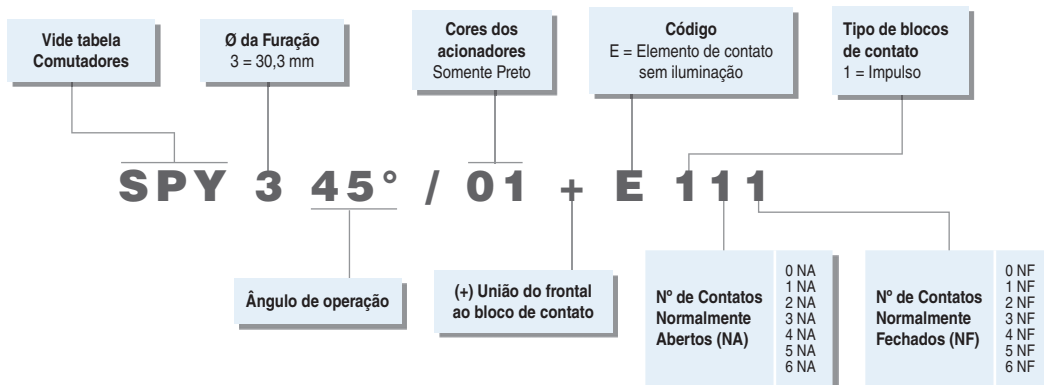 Vide tabela
Comutadores
Ø da Furação
3 = 30,3 mm
Cores dos
acionadores
Somente Preto
Código
E = Elemento de contato
sem iluminação
Tipo de blocos
de contato
1 = Impulso
SPY 3 45° / 01 + E 111
Ângulo de operação
(+) União do frontal
ao bloco de contato
Nº de Contatos
Normalmente
Abertos (NA)
0 NA
1 NA
2 NA
3 NA
4 NA
5 NA
6 NA
Nº de Contatos
Normalmente
Fechados (NF)
0 NF
1 NF
2 NF
3 NF
4 NF
5 NF
6 NF